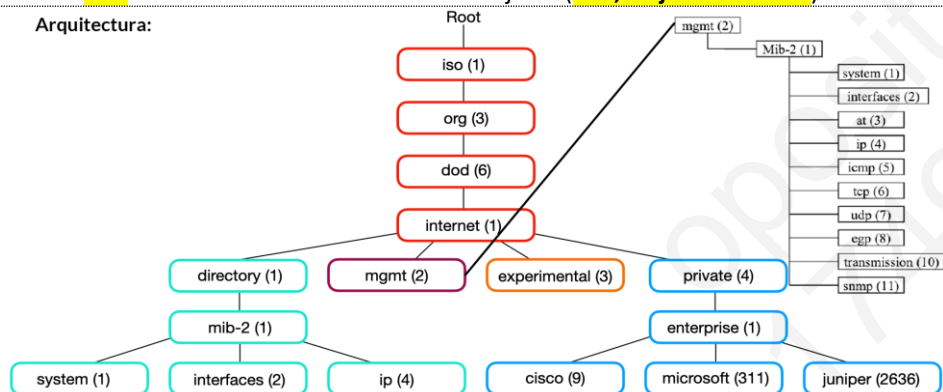 Arquitectura:
Root
iso (1)
org (3)
dod (6)
internet (1)
directory (1)
mgmt (2)
experimental (3)
private (4)
mib-2 (1)
enterprise (1)
system (1)
interfaces (2)
ip (4)
cisco (9)
microsoft (311)
juniper (2636)
mgmt (2)
Mib-2 (1)
system (1)
interfaces (2)
at (3)
ip (4)
icmp (5)
tcp (6)
udp (7)
egp (8)
transmission (10)
snmp (11)